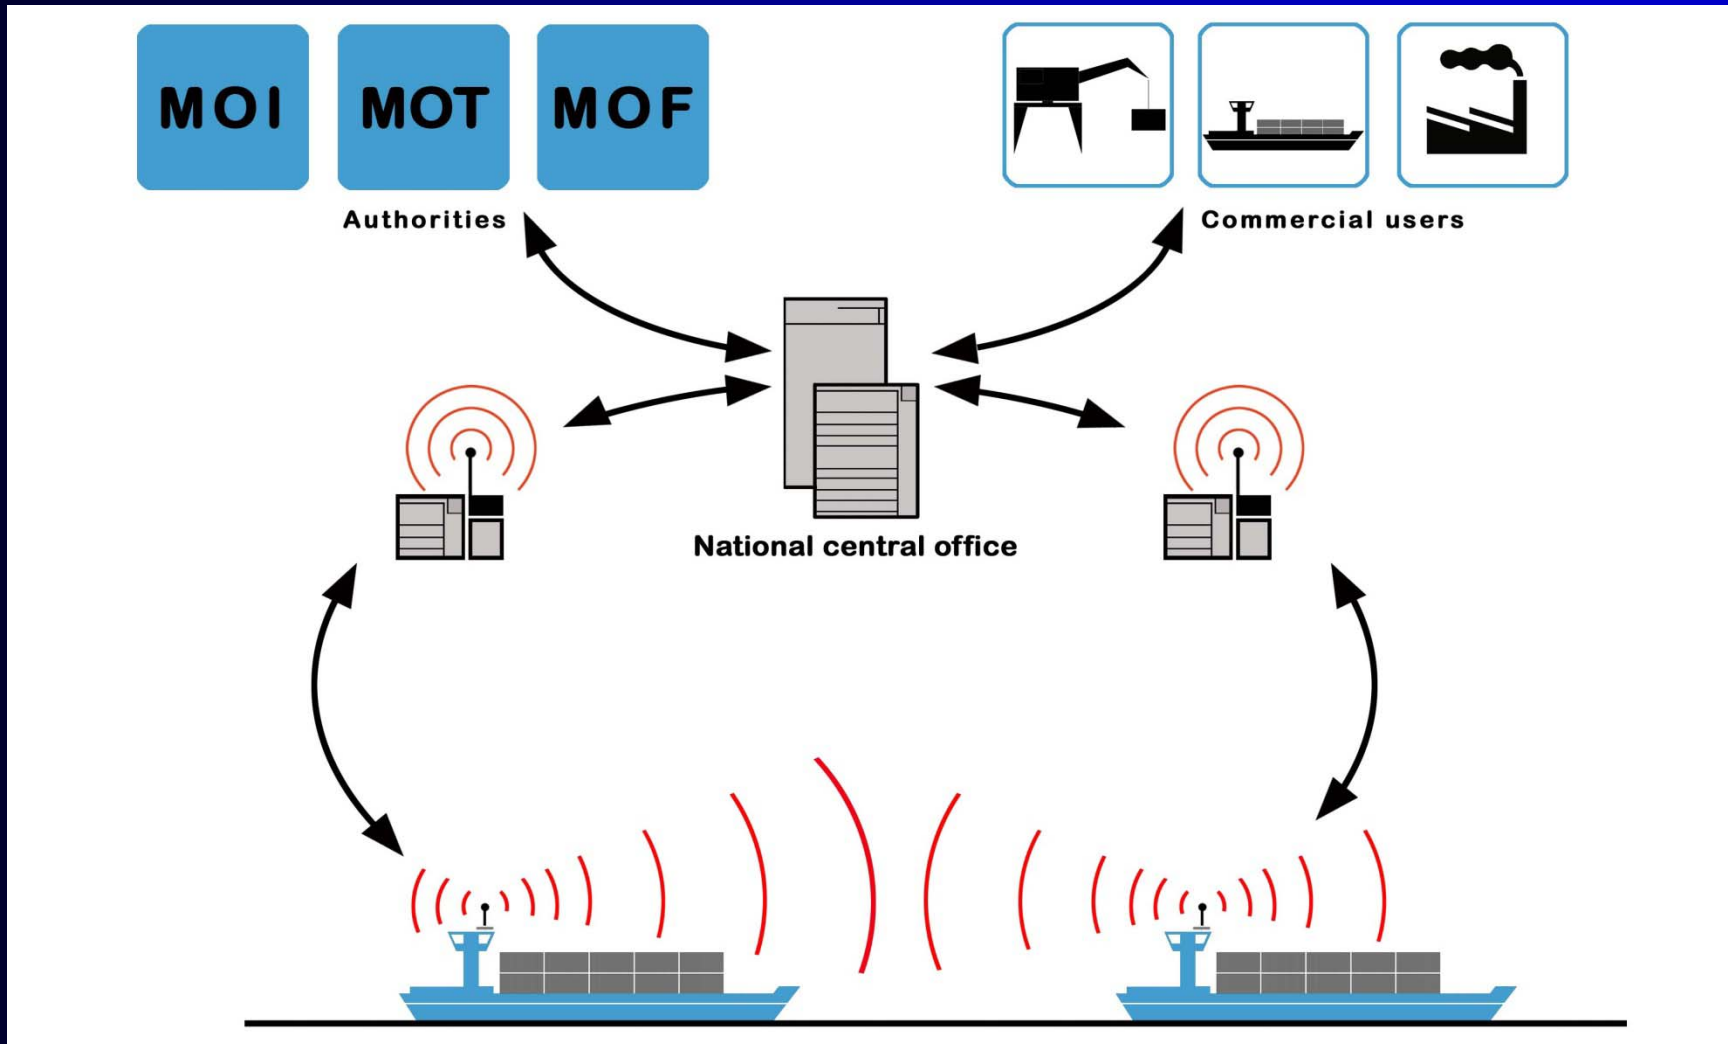 MOI
MOT
MOF
Authorities
Commercial users
National central office